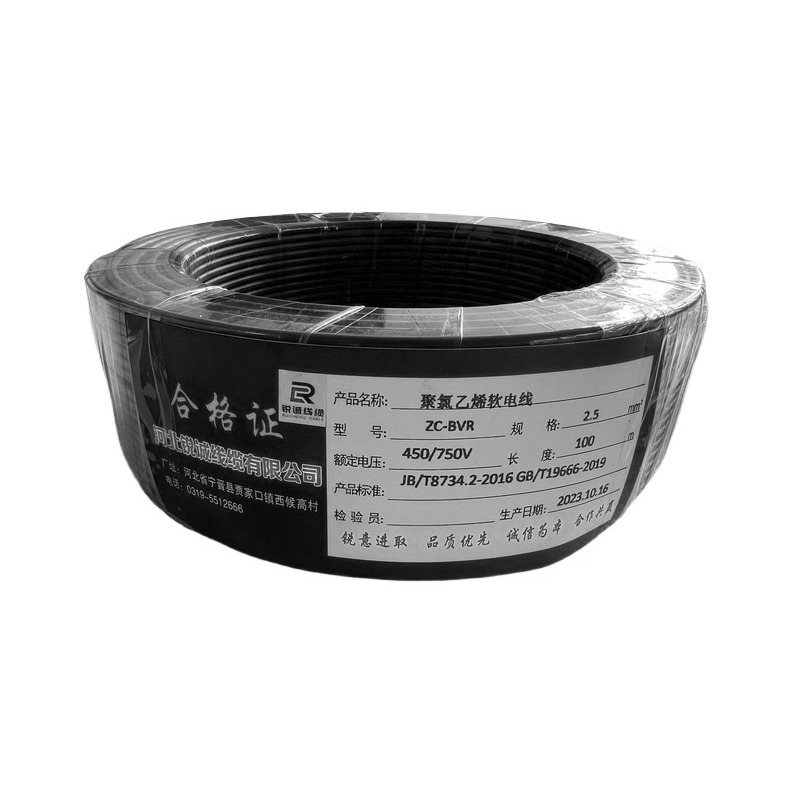 合格证
河北锐诚线缆有限公司
厂址：河北省宁晋县贾家口镇西候高村
电话：0319-5512666
锐诚线缆
RUICHENG CABLE
产品名称： 聚氯乙烯软电线
型 号： ZC-BVR 规 格： 2.5 mm²
额定电压： 450/750V 长 度： 100 m
产品标准： JB/T8734.2-2016 GB/T19666-2019
检验员： 生产日期： 2023.10.16
锐意进取 品质优先 诚信为本 合作共赢